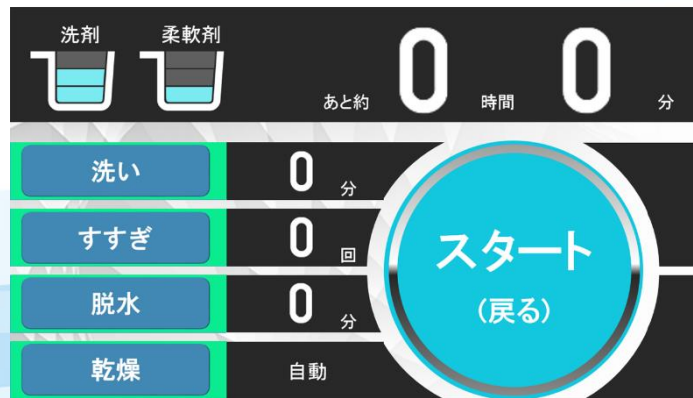 洗剤 柔軟剤
あと約 0 時間 0 分
洗い 0 分
すすぎ 0 回
脱水 0 分
乾燥 自動
スタート
(戻る)